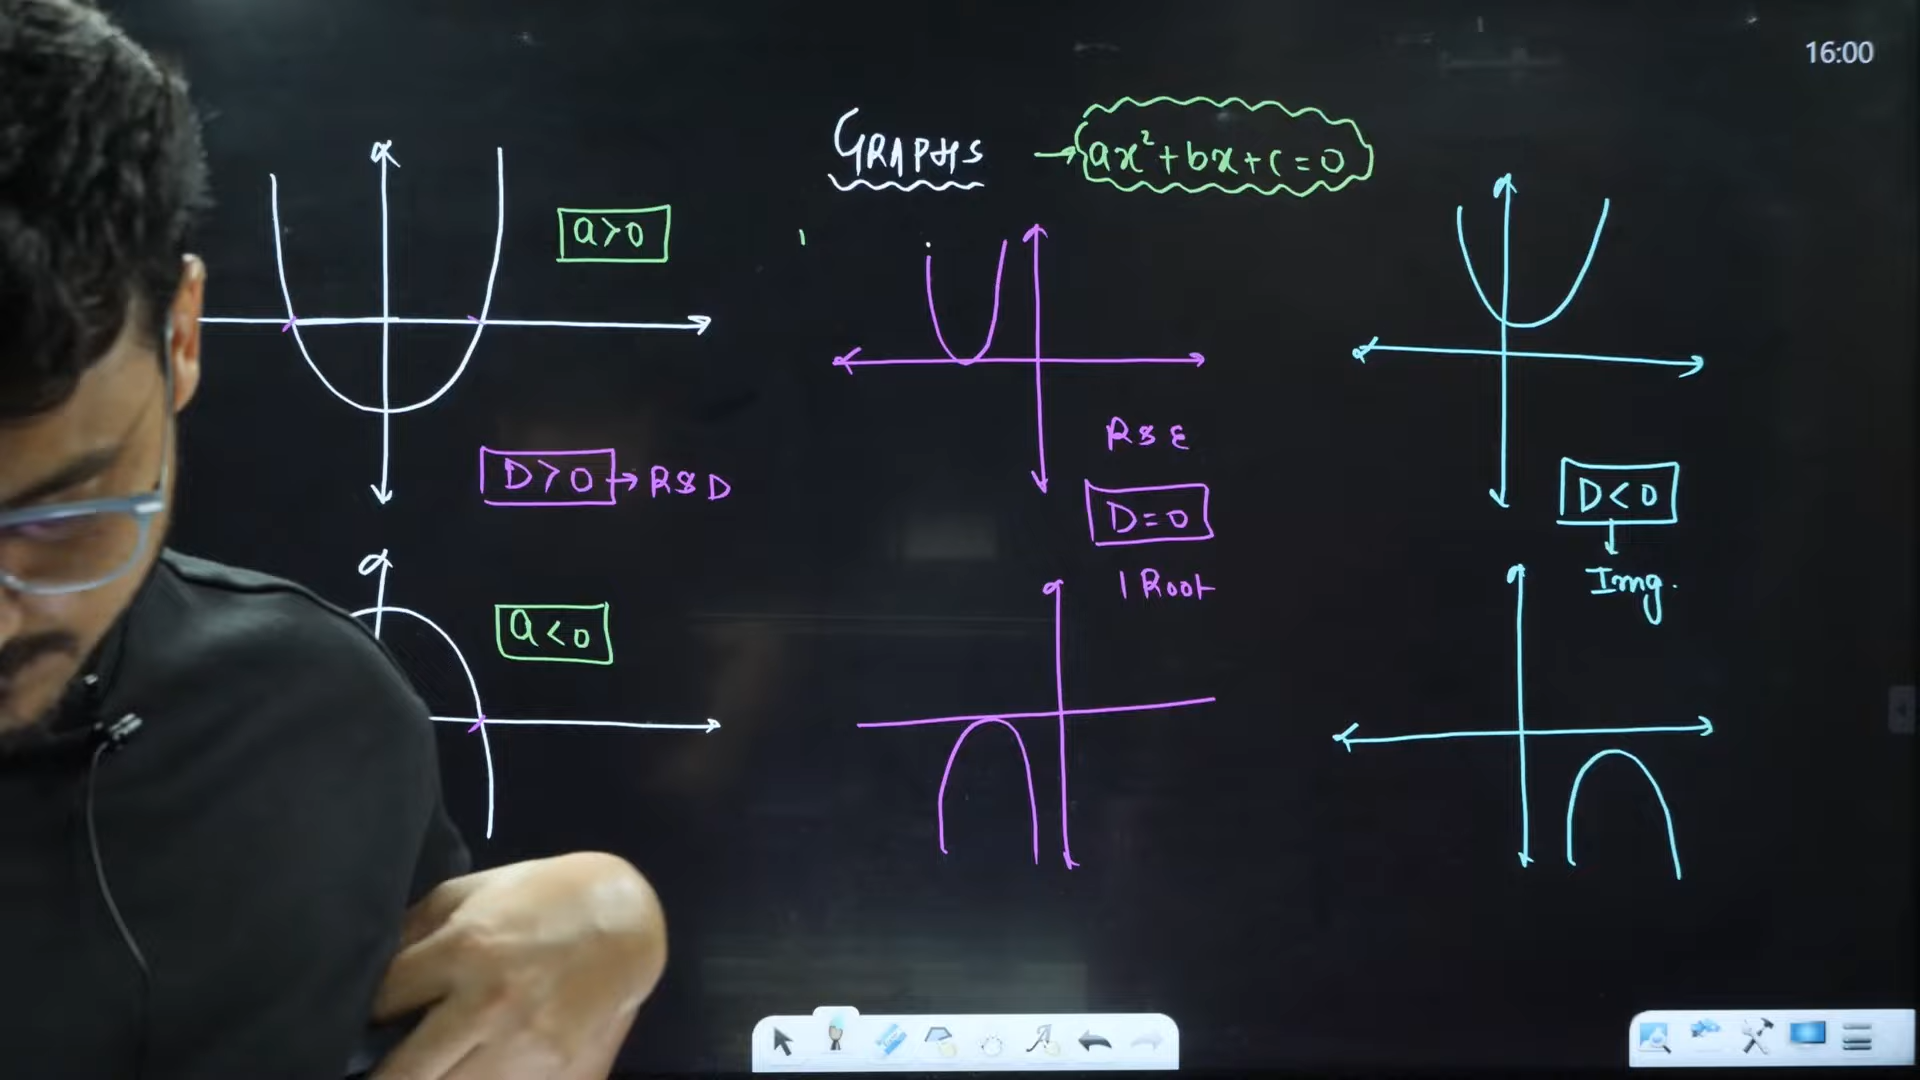 16:00
GRAPHS → ax²+bx+c=0
a>0
D>0 → R&D
R&E
D=0
1 Root
D<0
Img.
a<0